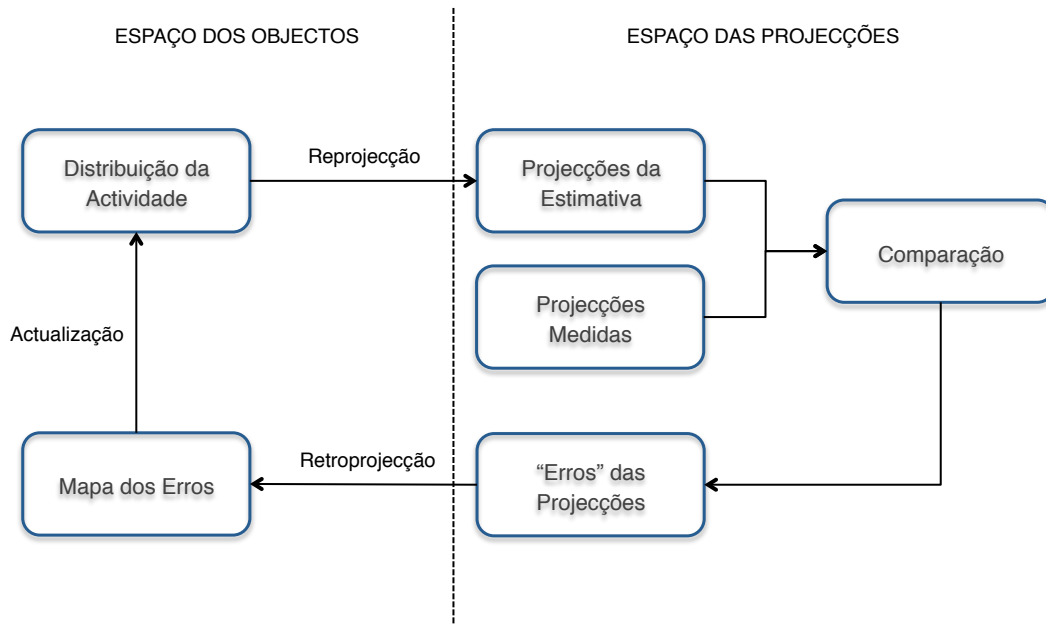 ESPAÇO DOS OBJECTOS
ESPAÇO DAS PROJECÇÕES
Distribuição da
Actividade
Reprojecção
Projecções da
Estimativa
Comparação
Projecções
Medidas
Actualização
Mapa dos Erros
Retroprojecção
“Erros” das
Projecções